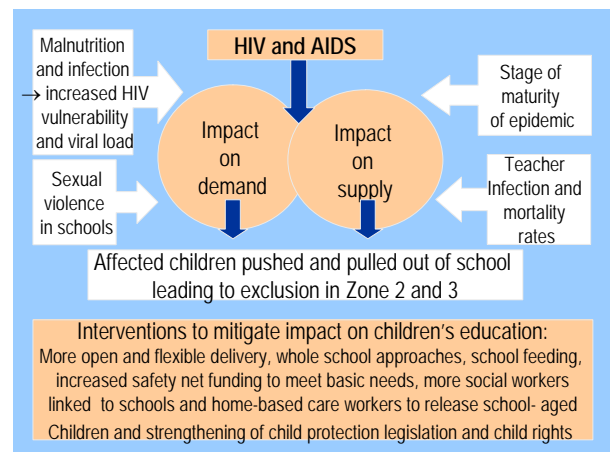 HIV and AIDS
Malnutrition
and infection
→ increased HIV
vulnerability
and viral load
Stage of
maturity
of epidemic
Impact
on
demand
Impact
on
supply
Sexual
violence
in schools
Teacher
Infection and
mortality
rates
Affected children pushed and pulled out of school
leading to exclusion in Zone 2 and 3
Interventions to mitigate impact on children's education:
More open and flexible delivery, whole school approaches, school feeding,
increased safety net funding to meet basic needs, more social workers
linked to schools and home-based care workers to release school- aged
Children and strengthening of child protection legislation and child rights